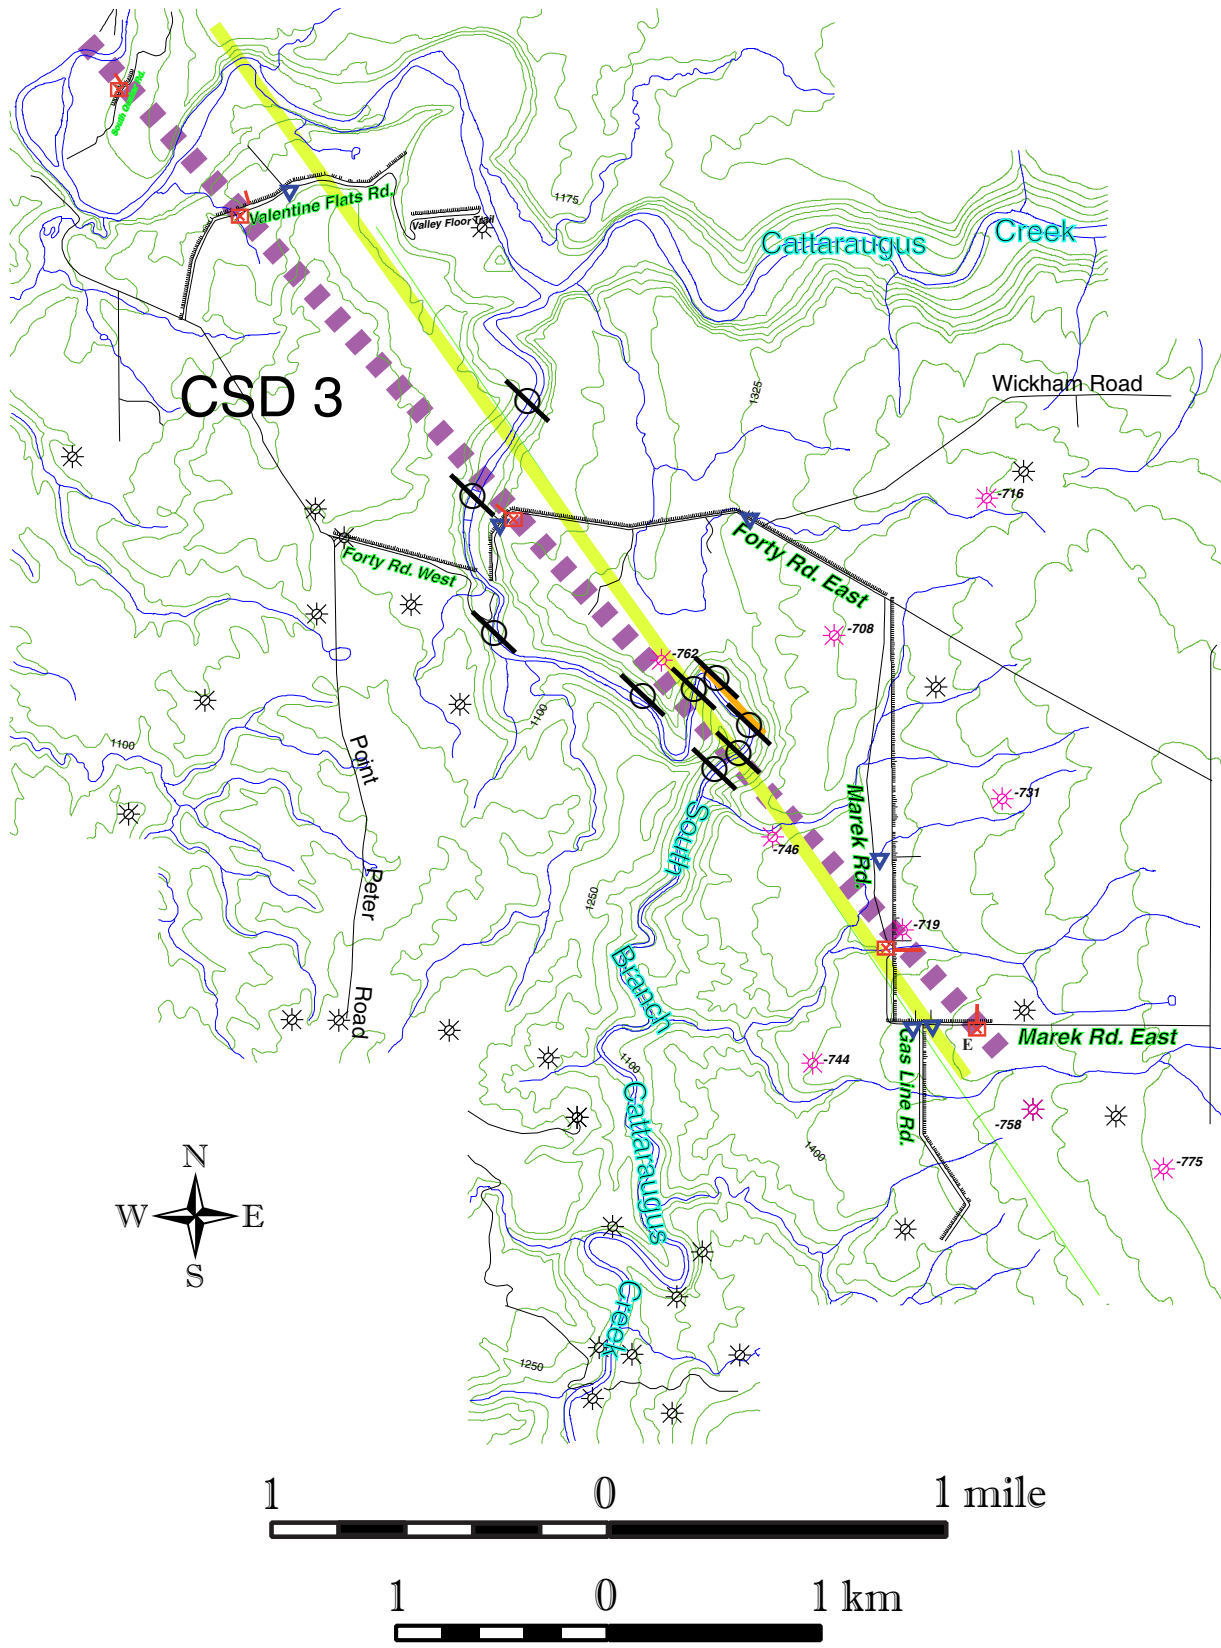 South Quarry Rd.
Valentine Flats Rd.
Valley Floor Trail
1175
Cattaraugus
Creek
CSD 3
1325
Wickham Road
-716
Forty Rd. West
Forty Rd. East
-762
-708
1100
1100
Point
Peter
Road
Marek Rd.
-731
-746
South
Branch
Cattaraugus
Creek
1250
-719
E
Marek Rd. East
Gas Line Rd.
1100
-744
-758
1400
-775
N
W
E
S
1250
1 0 1 mile
1 0 1 km